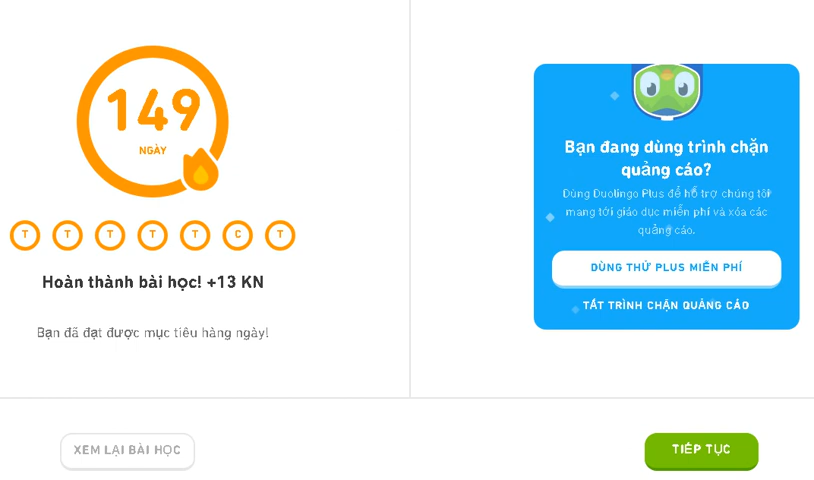 149
NGÀY
T T T T T C T
Hoàn thành bài học! +13 KN
Bạn đã đạt được mục tiêu hàng ngày!
Bạn đang dùng trình chặn
quảng cáo?
Dùng Duolingo Plus để hỗ trợ chúng tôi
mang tới giáo dục miễn phí và xóa các
quảng cáo.
DÙNG THỬ PLUS MIỄN PHÍ
TẮT TRÌNH CHẶN QUẢNG CÁO
XEM LẠI BÀI HỌC
TIẾP TỤC